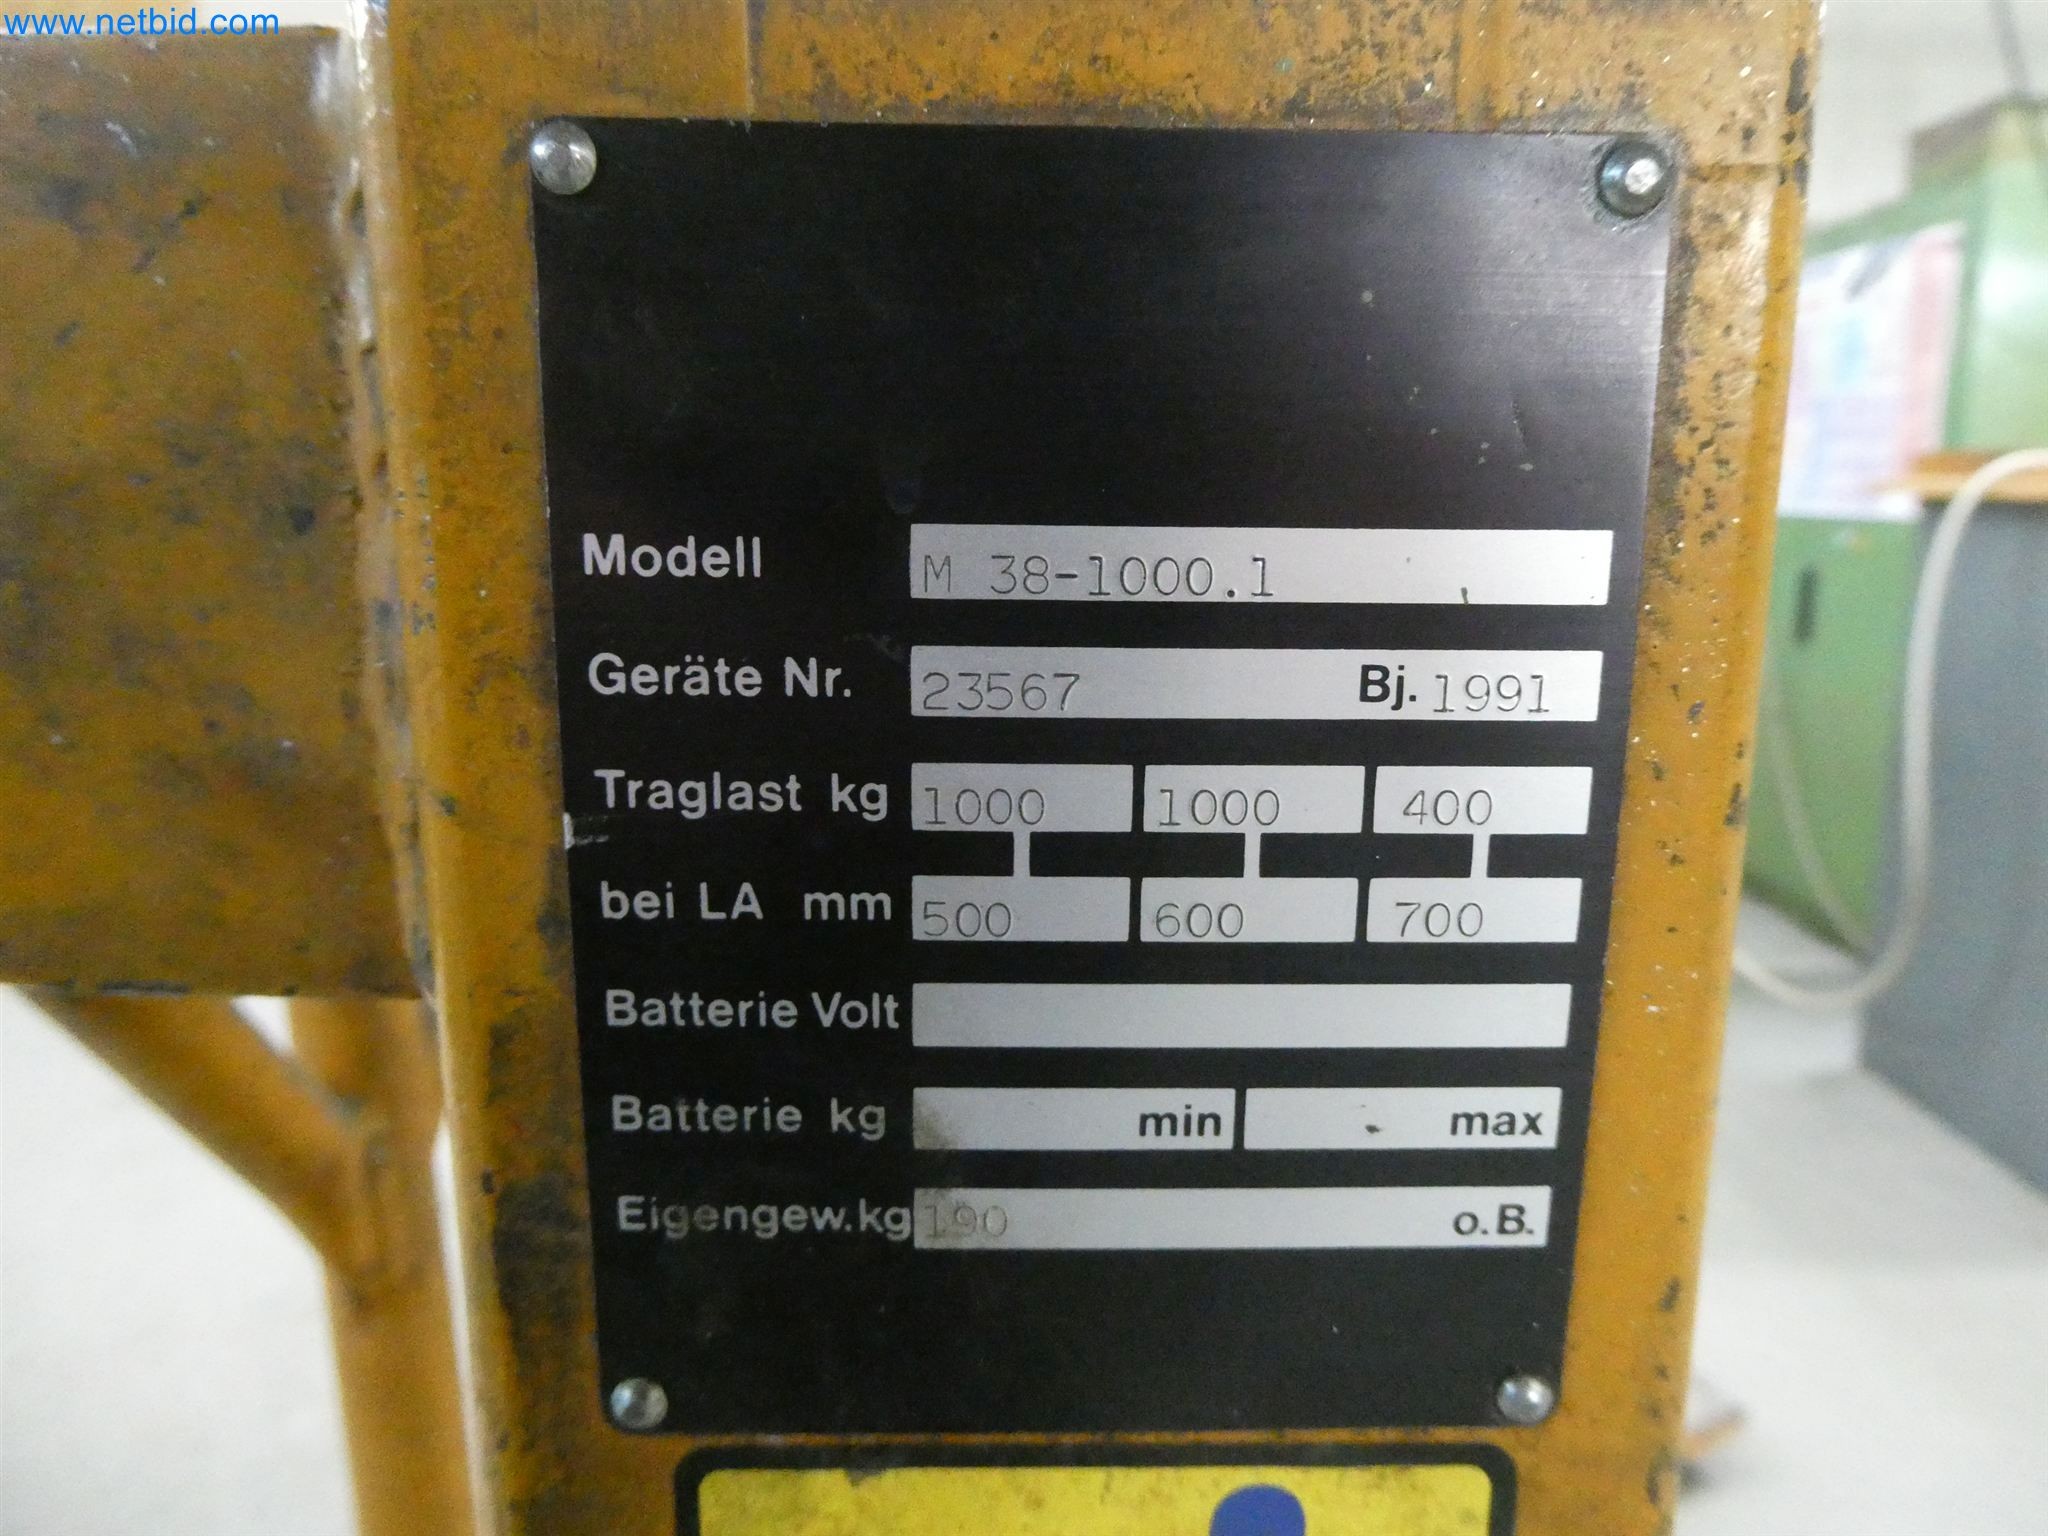 www.netbid.com
Modell M 38-1000.1
Geräte Nr. 23567 Bj. 1991
Traglast kg 1000 1000 400
bei LA mm 500 600 700
Batterie Volt
Batterie kg min max
Eigengew.kg 190 o.B.